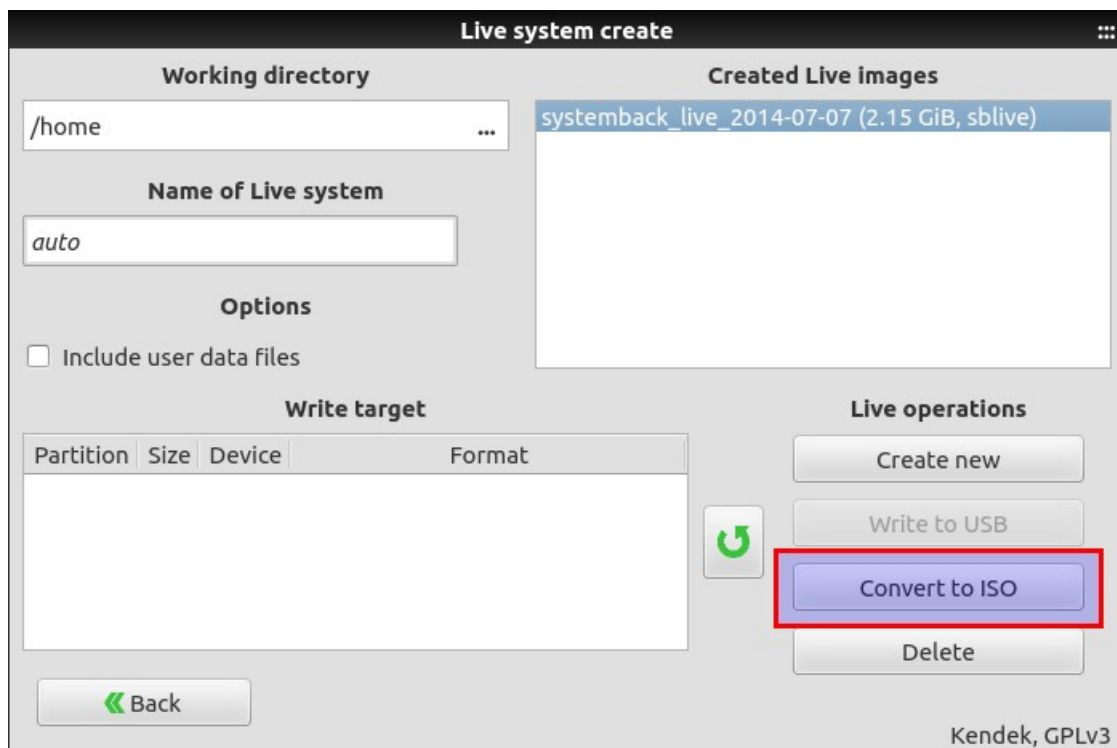 Live system create
Working directory
/home
...
Name of Live system
auto
Options
Include user data files
Created Live images
systemback_live_2014-07-07 (2.15 GiB, sblive)
Write target
Partition Size Device Format
Live operations
Create new
Write to USB
Convert to ISO
Delete
Back
Kendek, GPLv3